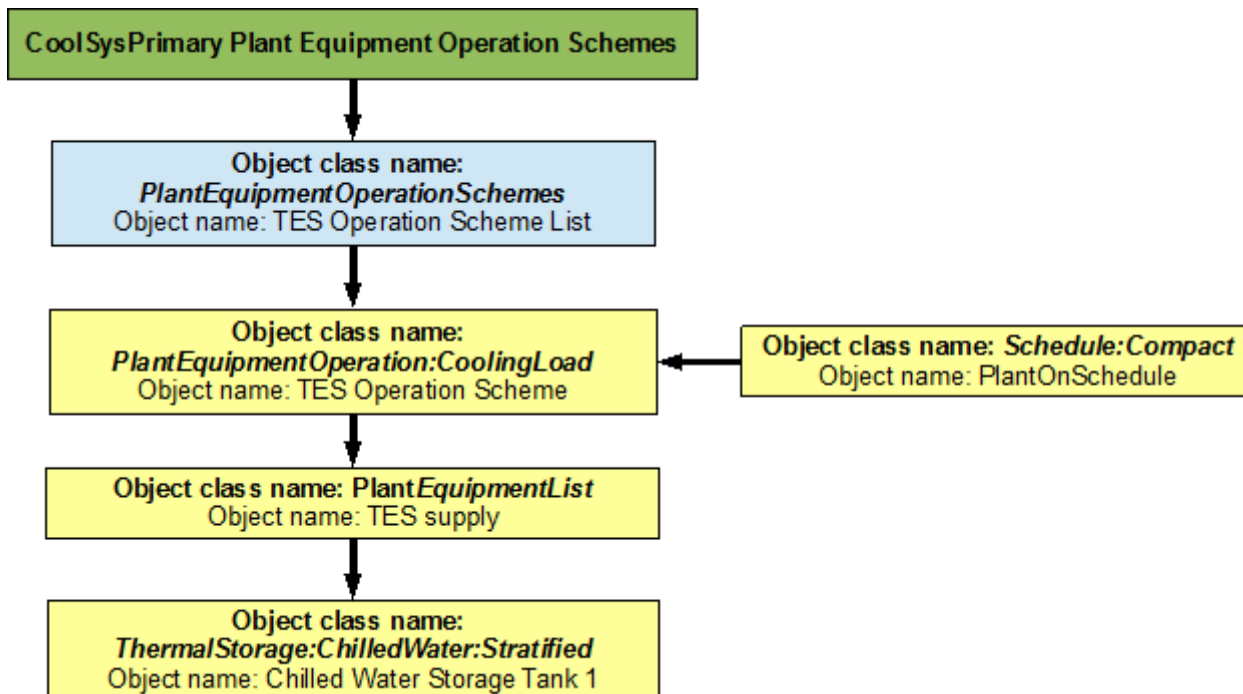 CoolSysPrimary Plant Equipment Operation Schemes
Object class name:
PlantEquipmentOperationSchemes
Object name: TES Operation Scheme List
Object class name:
PlantEquipmentOperation:CoolingLoad
Object name: TES Operation Scheme
Object class name: Schedule:Compact
Object name: PlantOnSchedule
Object class name: PlantEquipmentList
Object name: TES supply
Object class name:
ThermalStorage:ChilledWater:Stratified
Object name: Chilled Water Storage Tank 1